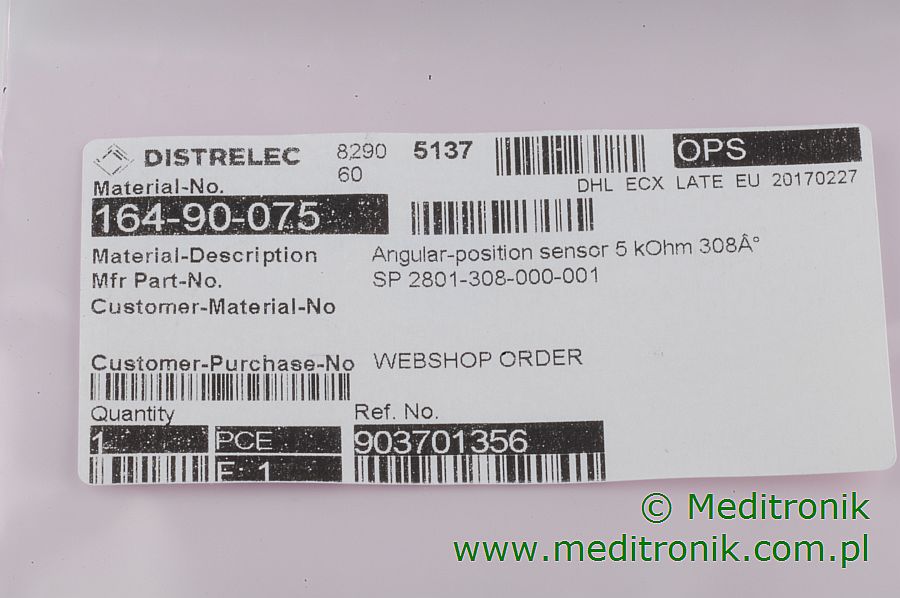 DISTRELEC 8290 5137 OPS
60
Material-No. DHL ECX LATE EU 20170227
164-90-075
Material-Description Angular-position sensor 5 kOhm 308Â°
Mfr Part-No. SP 2801-308-000-001
Customer-Material-No
Customer-Purchase-No WEBSHOP ORDER
Quantity Ref. No.
1 PCE 903701356
F: 1
© Meditronik
www.meditronik.com.pl